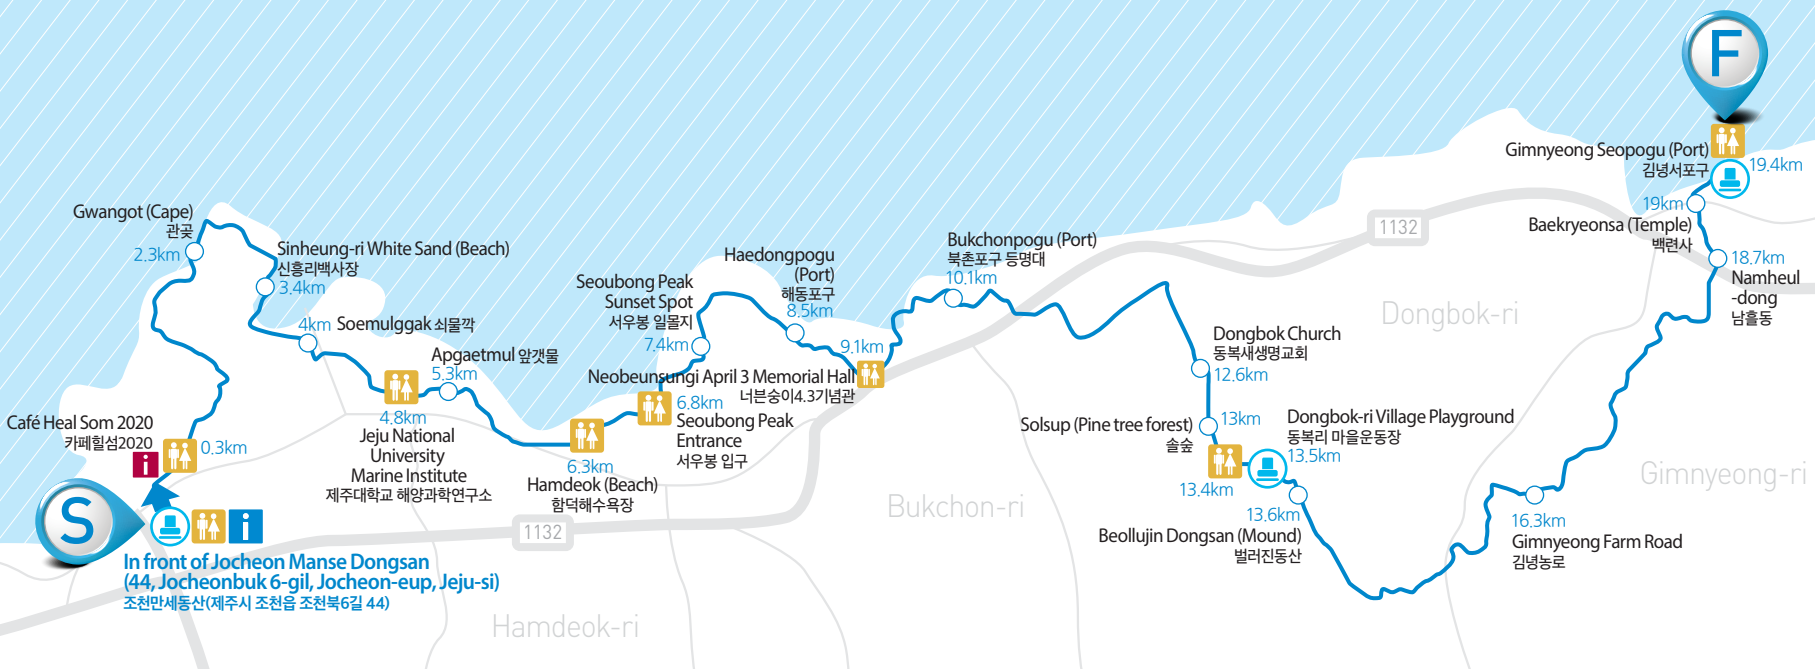 S
In front of Jocheon Manse Dongsan
(44, Jocheonbuk 6-gil, Jocheon-eup, Jeju-si)
조천만세동산(제주시 조천읍 조천북6길 44)
i
i
Café Heal Som 2020
카페힐섬2020
0.3km
Gwangot (Cape)
관곶
2.3km
Sinheung-ri White Sand (Beach)
신흥리백사장
3.4km
4km
Soemulggak 쇠물깍
4.8km
Jeju National
University
Marine Institute
제주대학교 해양과학연구소
Apgaetmul 앞갯물
5.3km
6.3km
Hamdeok (Beach)
함덕해수욕장
6.8km
Seoubong Peak
Entrance
서우봉 입구
Seoubong Peak
Sunset Spot
서우봉 일몰지
7.4km
Haedongpogu
(Port)
해동포구
8.5km
9.1km
Neobeunsungi April 3 Memorial Hall
너븐숭이4.3기념관
Bukchonpogu (Port)
북촌포구 등명대
10.1km
Dongbok Church
동복새생명교회
12.6km
Solsup (Pine tree forest)
솔숲
13km
13.4km
Dongbok-ri Village Playground
동복리 마을운동장
13.5km
13.6km
Beollujin Dongsan (Mound)
벌러진동산
16.3km
Gimnyeong Farm Road
김녕농로
18.7km
Namheul
-dong
남흘동
19km
Baekryeonsa (Temple)
백련사
Gimnyeong Seopogu (Port)
김녕서포구
19.4km
F
1132
1132
Hamdeok-ri
Bukchon-ri
Dongbok-ri
Gimnyeong-ri